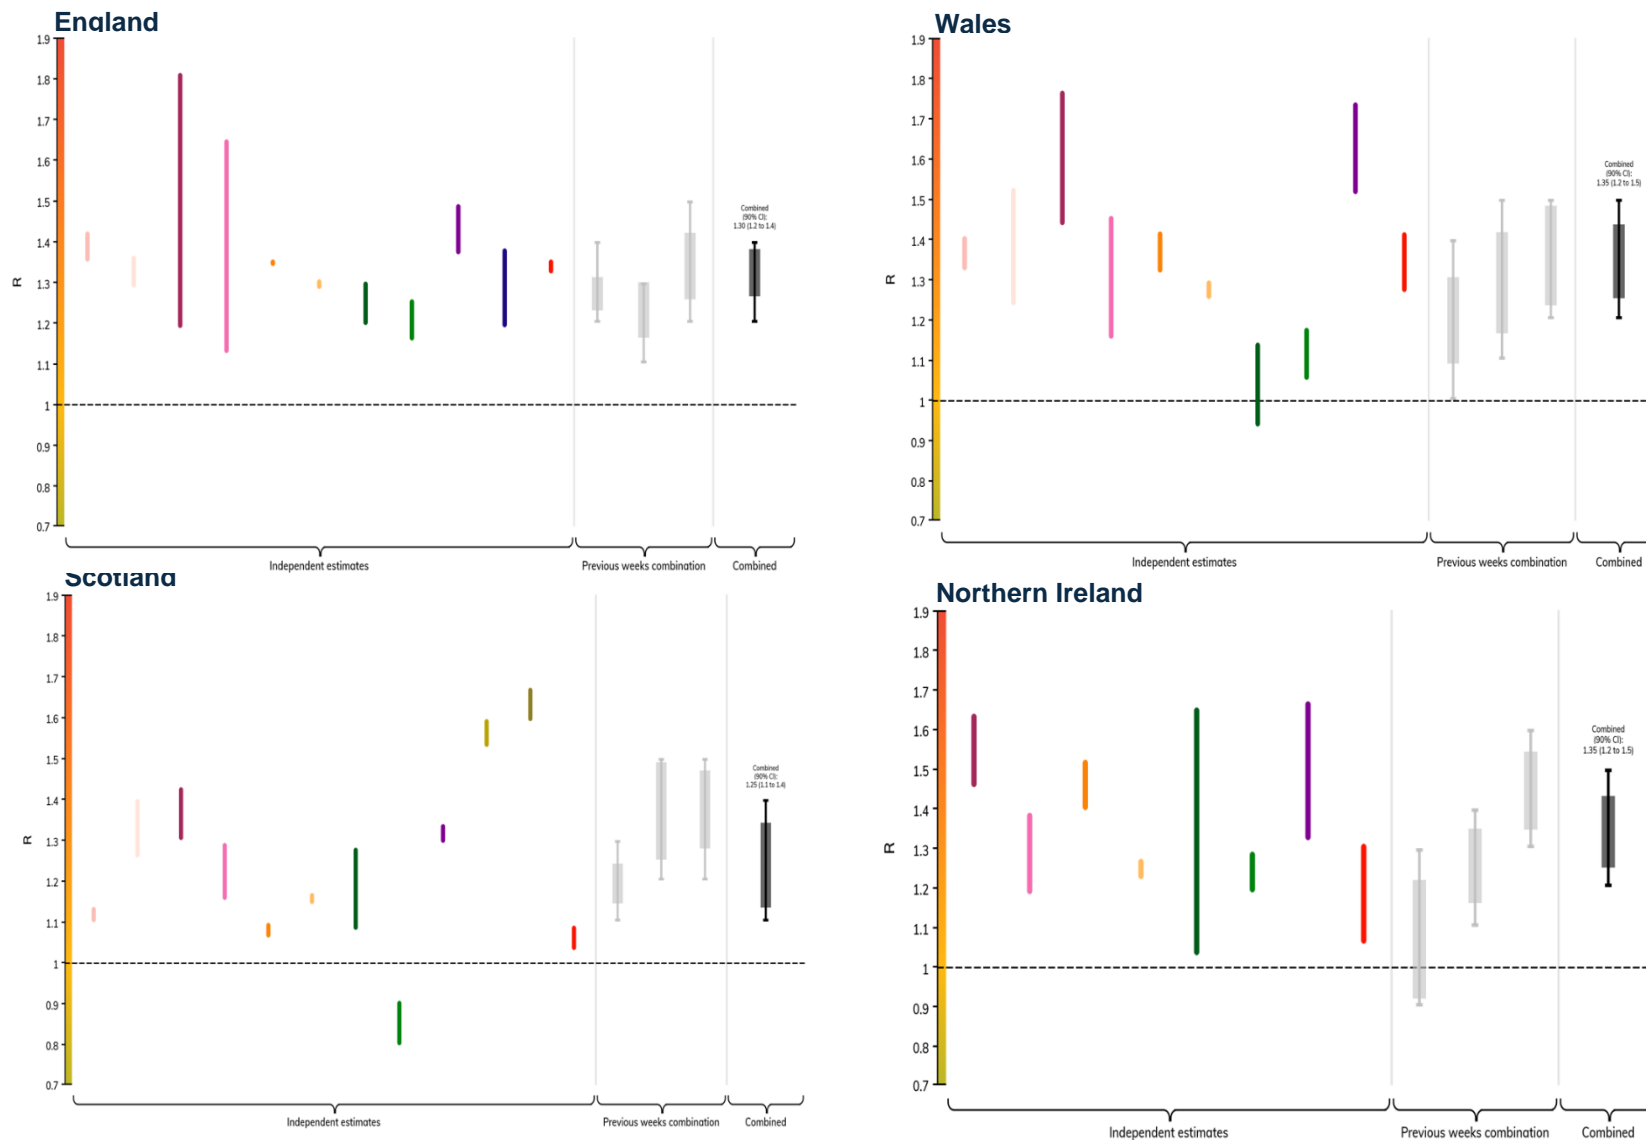 England
1.9
1.8
1.7
1.6
1.5
1.4
1.3
1.2
1.1
1
0.9
0.8
0.7
R
Combined
(90% CI):
1.30 (1.2 to 1.4)
Independent estimates
Previous weeks combination
Combined
Wales
1.9
1.8
1.7
1.6
1.5
1.4
1.3
1.2
1.1
1
0.9
0.8
0.7
R
Combined
(90% CI):
1.35 (1.2 to 1.5)
Independent estimates
Previous weeks combination
Combined
Scotland
1.9
1.8
1.7
1.6
1.5
1.4
1.3
1.2
1.1
1
0.9
0.8
0.7
R
Combined
(90% CI):
1.25 (1.1 to 1.4)
Independent estimates
Previous weeks combination
Combined
Northern Ireland
1.9
1.8
1.7
1.6
1.5
1.4
1.3
1.2
1.1
1
0.9
0.8
0.7
R
Combined
(90% CI):
1.35 (1.2 to 1.5)
Independent estimates
Previous weeks combination
Combined